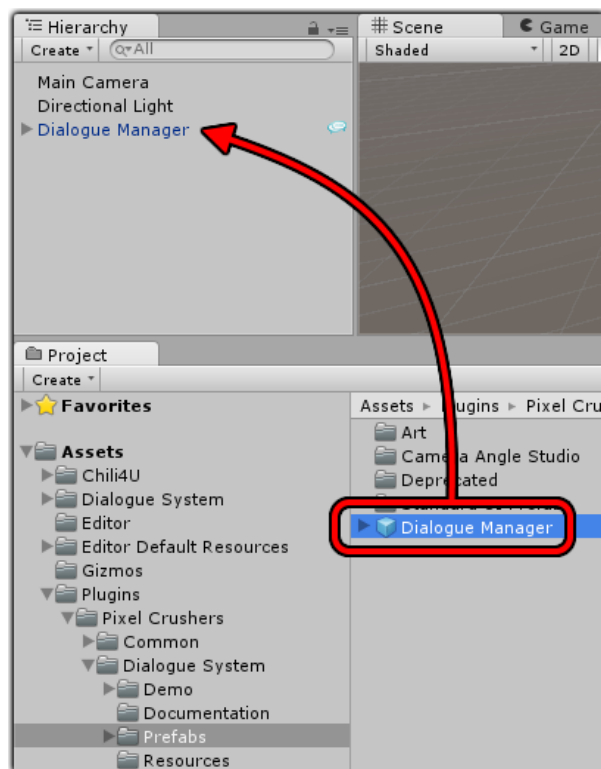 Hierarchy
Create
All
Main Camera
Directional Light
Dialogue Manager
Scene
Game
Shaded
2D
Project
Create
Favorites
Assets
Chili4U
Dialogue System
Editor
Editor Default Resources
Gizmos
Plugins
Pixel Crushers
Common
Dialogue System
Demo
Documentation
Prefabs
Resources
Assets Plugins Pixel Cru
Art
Camera Angle Studio
Deprecated
Dialogue Manager